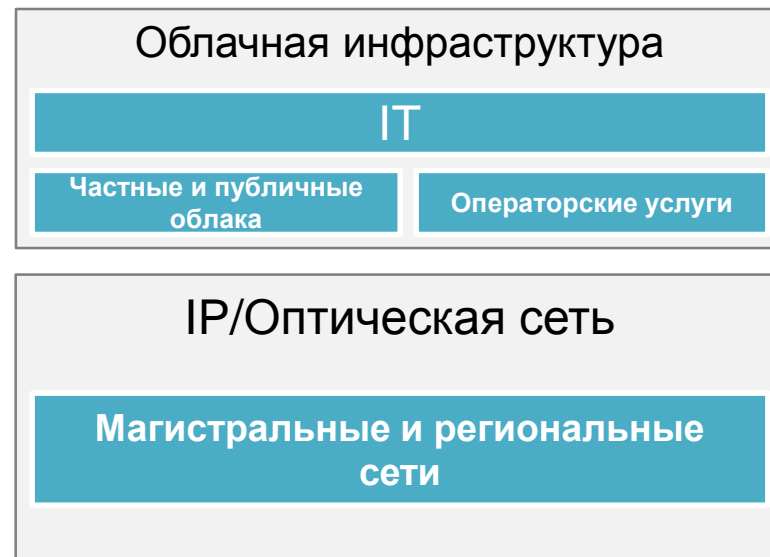 Облачная инфраструктура
IT
Частные и публичные
облака
Операторские услуги
IP/Оптическая сеть
Магистральные и региональные
сети